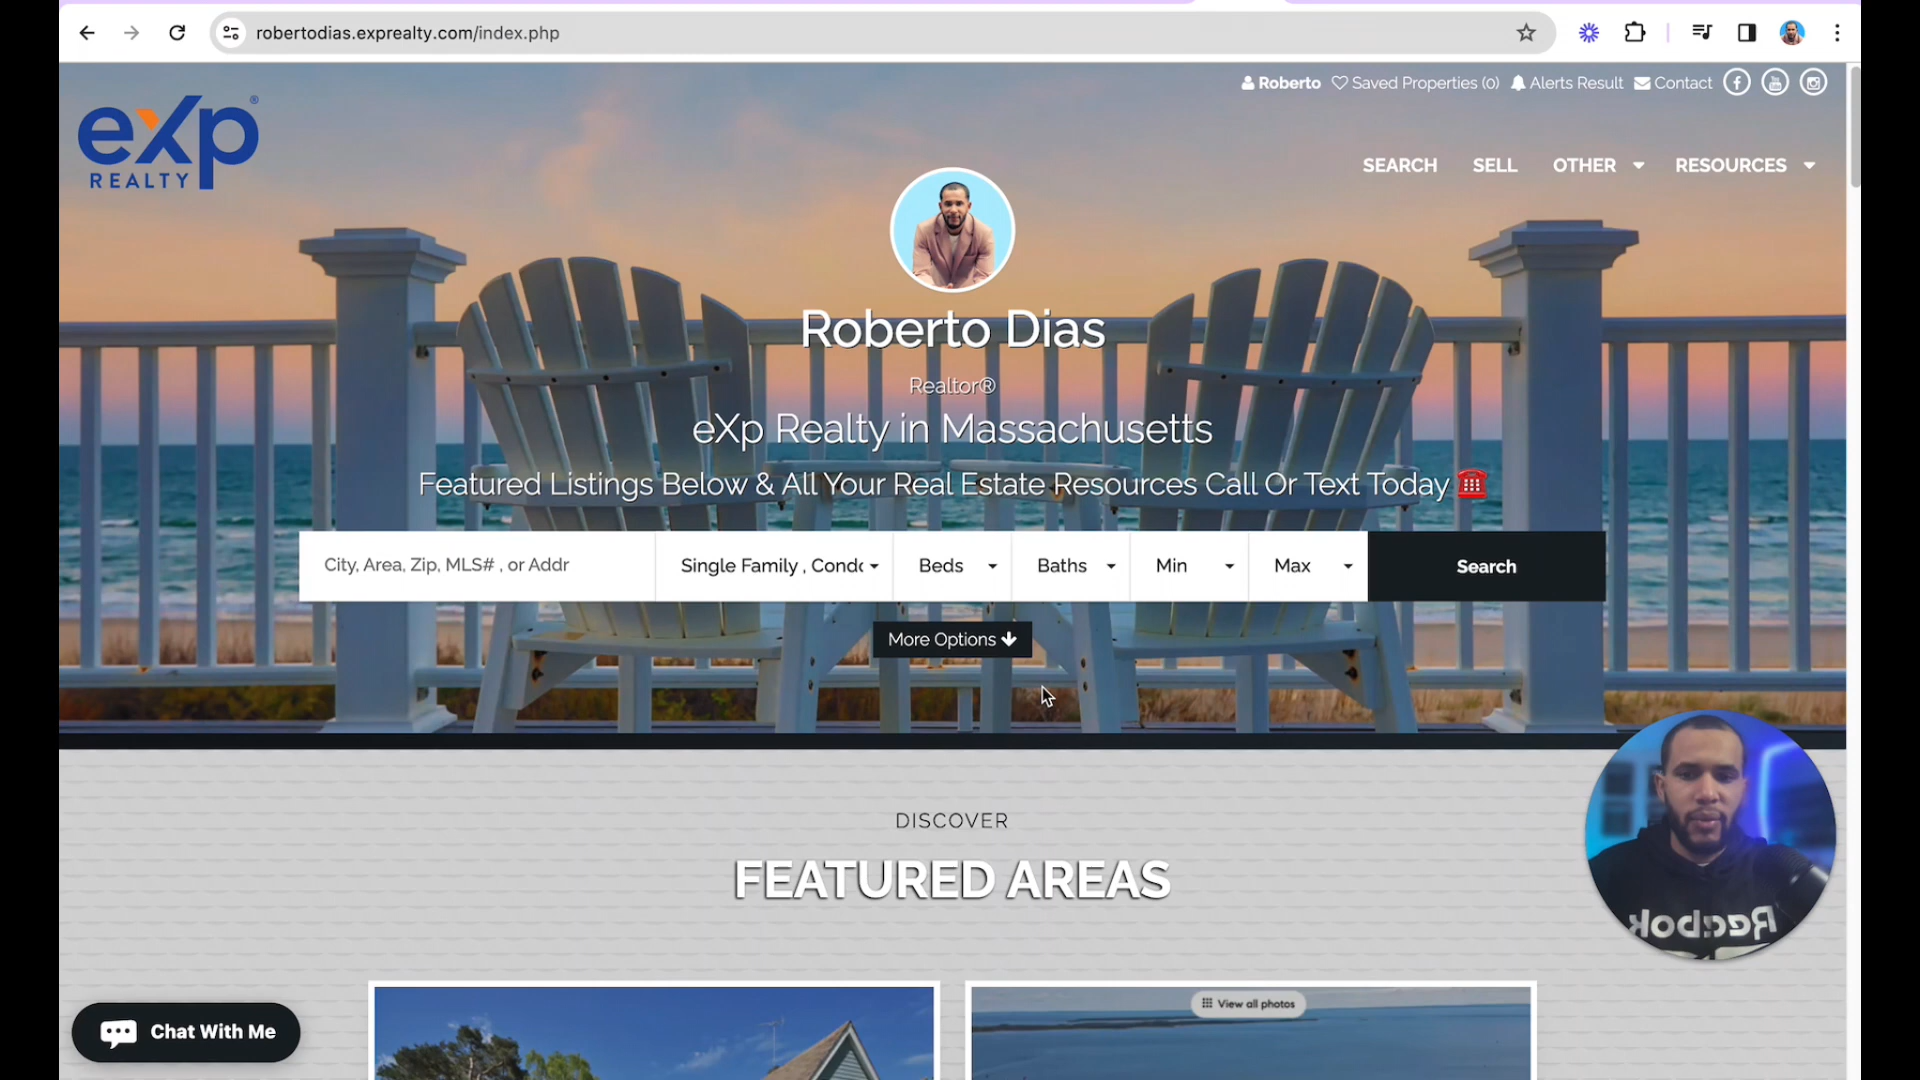 robertodias.exprealty.com/index.php
Roberto Saved Properties (0) Alerts Result Contact
eXp®
REALTY
SEARCH SELL OTHER RESOURCES
Roberto Dias
Realtor®
eXp Realty in Massachusetts
Featured Listings Below & All Your Real Estate Resources Call Or Text Today ☎️
City, Area, Zip, MLS# , or Addr Single Family , Condo Beds Baths Min Max Search
More Options
DISCOVER
FEATURED AREAS
Reebok
View all photos
Chat With Me